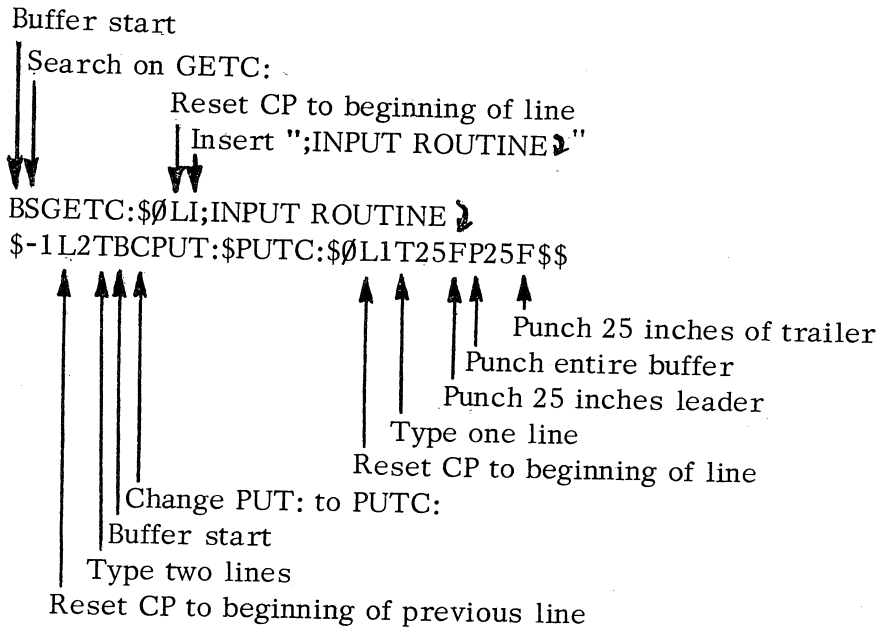 Buffer start
Search on GETC:
Reset CP to beginning of line
Insert ";INPUT ROUTINE⤵"
BSGETC:$ØLI;INPUT ROUTINE⤵
$-1L2TBCPUT:$PUTC:$ØL1T25FP25F$$
Punch 25 inches of trailer
Punch entire buffer
Punch 25 inches leader
Type one line
Reset CP to beginning of line
Change PUT: to PUTC:
Buffer start
Type two lines
Reset CP to beginning of previous line